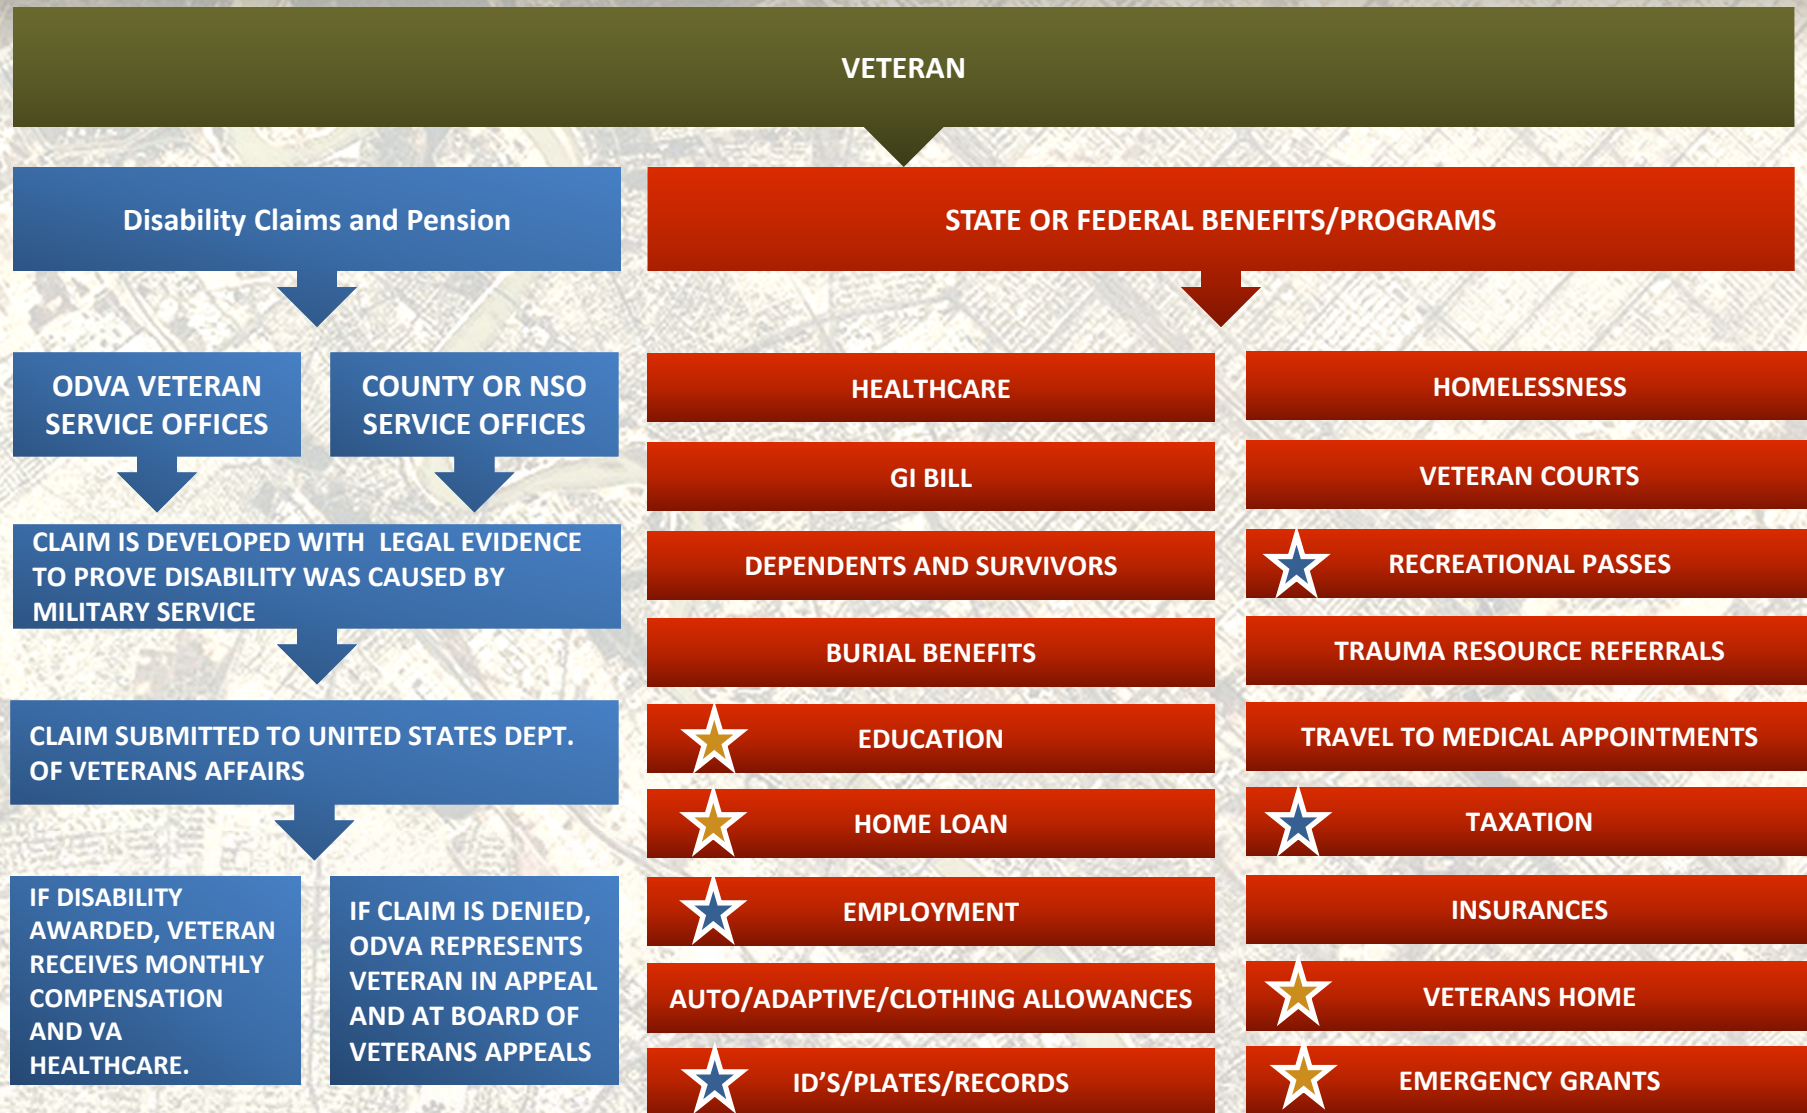 VETERAN
Disability Claims and Pension
STATE OR FEDERAL BENEFITS/PROGRAMS
ODVA VETERAN
SERVICE OFFICES
COUNTY OR NSO
SERVICE OFFICES
CLAIM IS DEVELOPED WITH LEGAL EVIDENCE
TO PROVE DISABILITY WAS CAUSED BY
MILITARY SERVICE
CLAIM SUBMITTED TO UNITED STATES DEPT.
OF VETERANS AFFAIRS
IF DISABILITY
AWARDED, VETERAN
RECEIVES MONTHLY
COMPENSATION
AND VA
HEALTHCARE.
IF CLAIM IS DENIED,
ODVA REPRESENTS
VETERAN IN APPEAL
AND AT BOARD OF
VETERANS APPEALS
HEALTHCARE
GI BILL
DEPENDENTS AND SURVIVORS
BURIAL BENEFITS
EDUCATION
HOME LOAN
EMPLOYMENT
AUTO/ADAPTIVE/CLOTHING ALLOWANCES
ID'S/PLATES/RECORDS
HOMELESSNESS
VETERAN COURTS
RECREATIONAL PASSES
TRAUMA RESOURCE REFERRALS
TRAVEL TO MEDICAL APPOINTMENTS
TAXATION
INSURANCES
VETERANS HOME
EMERGENCY GRANTS